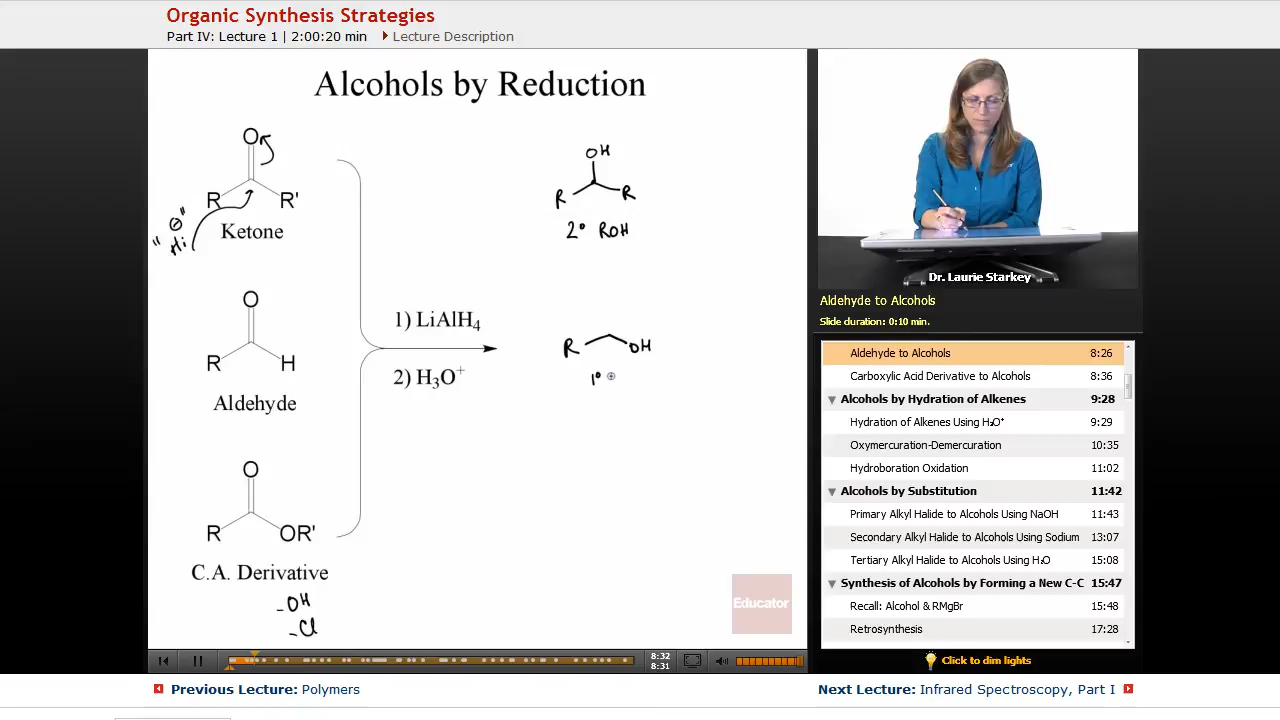 Organic Synthesis Strategies
Part IV: Lecture 1 | 2:00:20 min
Lecture Description
Alcohols by Reduction
O
R R'
Ketone
" ⊖ "
H:
OH
R R
2° ROH
O
R H
Aldehyde
1) LiAlH4
2) H3O+
R OH
1°
O
R OR'
C.A. Derivative
-OH
-Cl
Educator
8:32
8:31
Dr. Laurie Starkey
Aldehyde to Alcohols
Slide duration: 0:10 min.
Aldehyde to Alcohols 8:26
Carboxylic Acid Derivative to Alcohols 8:36
Alcohols by Hydration of Alkenes 9:28
Hydration of Alkenes Using H₃O⁺ 9:29
Oxymercuration-Demercuration 10:35
Hydroboration Oxidation 11:02
Alcohols by Substitution 11:42
Primary Alkyl Halide to Alcohols Using NaOH 11:43
Secondary Alkyl Halide to Alcohols Using Sodium 13:07
Tertiary Alkyl Halide to Alcohols Using H₂O 15:08
Synthesis of Alcohols by Forming a New C-C 15:47
Recall: Alcohol & RMgBr 15:48
Retrosynthesis 17:28
Click to dim lights
Previous Lecture: Polymers
Next Lecture: Infrared Spectroscopy, Part I